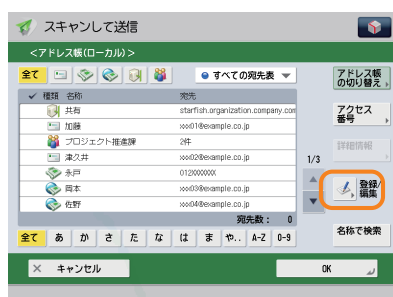 スキャンして送信
＜アドレス帳(ローカル)＞
全て
すべての宛先表
アドレス帳
の切り替え
種類 名称 宛先
共有 starfish.organization.company.com
加藤 xxx01@example.co.jp
プロジェクト推進課 2件
津久井 xxx02@example.co.jp
永戸 012XXXXXXX
岡本 xxx03@example.co.jp
佐野 xxx04@example.co.jp
宛先数： 0
1/3
アクセス
番号
詳細情報
登録/
編集
名称で検索
全て あ か さ た な は ま や.. A-Z 0-9
× キャンセル
OK